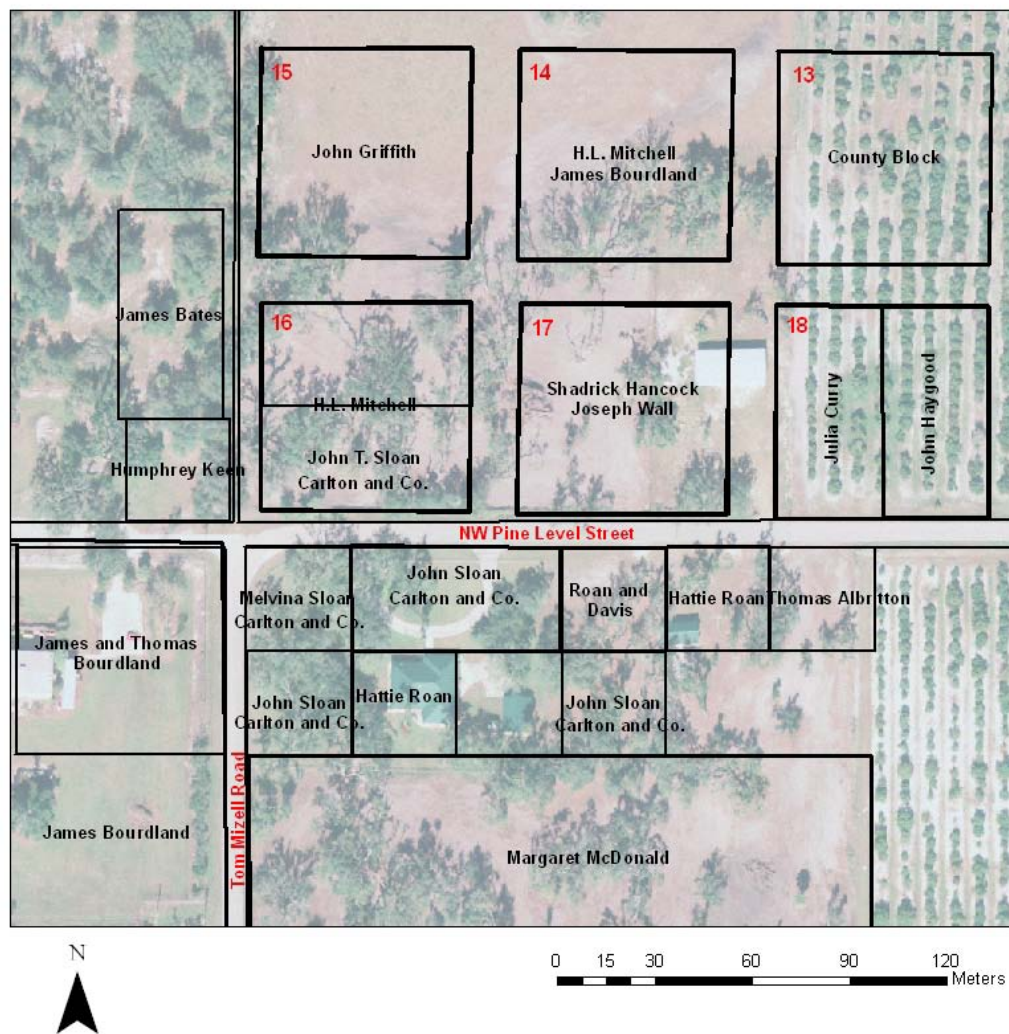 15
14
13
John Griffith
H.L. Mitchell
James Bourdland
County Block
James Bates
16
17
18
H.L. Mitchell
Shadrick Hancock
Joseph Wall
Julia Curry
John Haygood
John T. Sloan
Carlton and Co.
Humphrey Keen
NW Pine Level Street
James and Thomas
Bourdland
Melvina Sloan
Carlton and Co.
John Sloan
Carlton and Co.
Roan and
Davis
Hattie Roan
Thomas Albritton
John Sloan
Carlton and Co.
Hattie Roan
John Sloan
Carlton and Co.
Tom Mizell Road
James Bourdland
Margaret McDonald
N
0 15 30 60 90 120
Meters